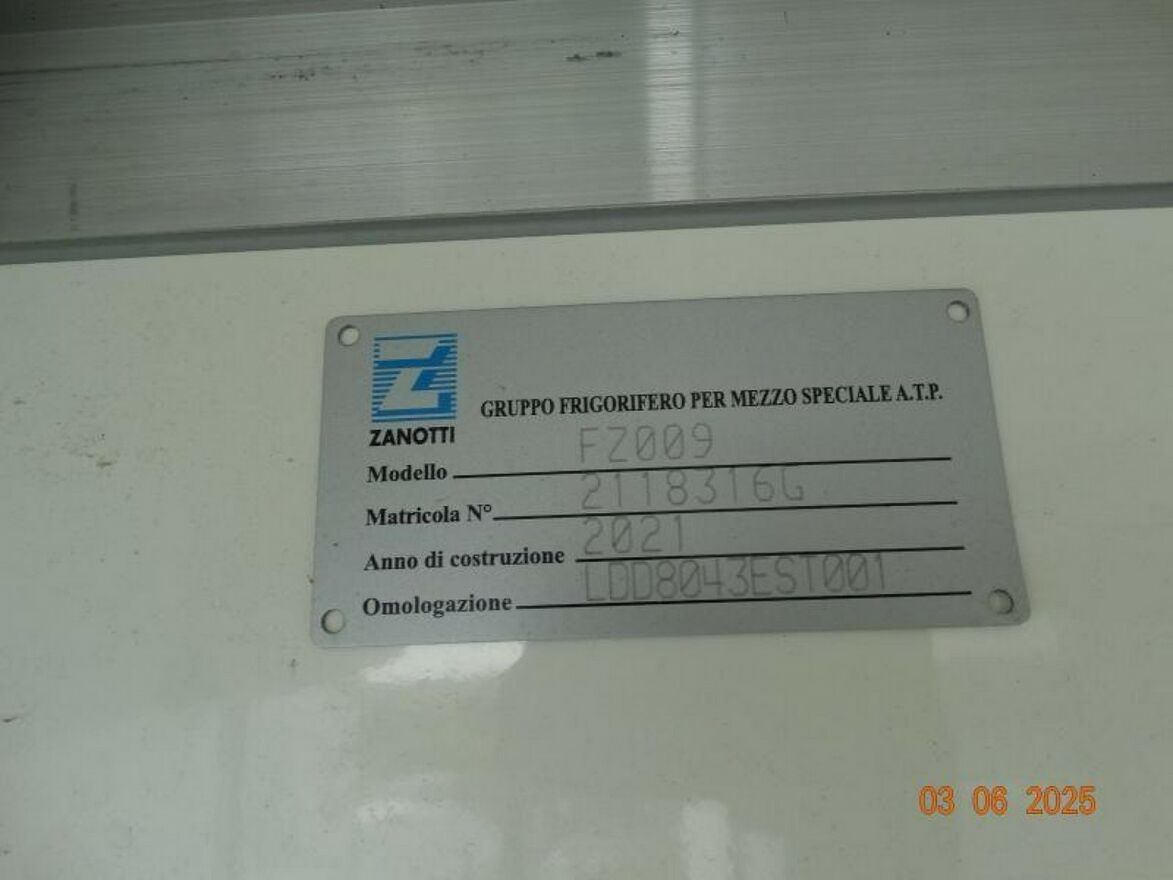 GRUPPO FRIGORIFERO PER MEZZO SPECIALE A.T.P.
ZANOTTI
Modello FZ009
Matricola N° 2118316G
Anno di costruzione 2021
Omologazione LDD8043EST001
03 06 2025